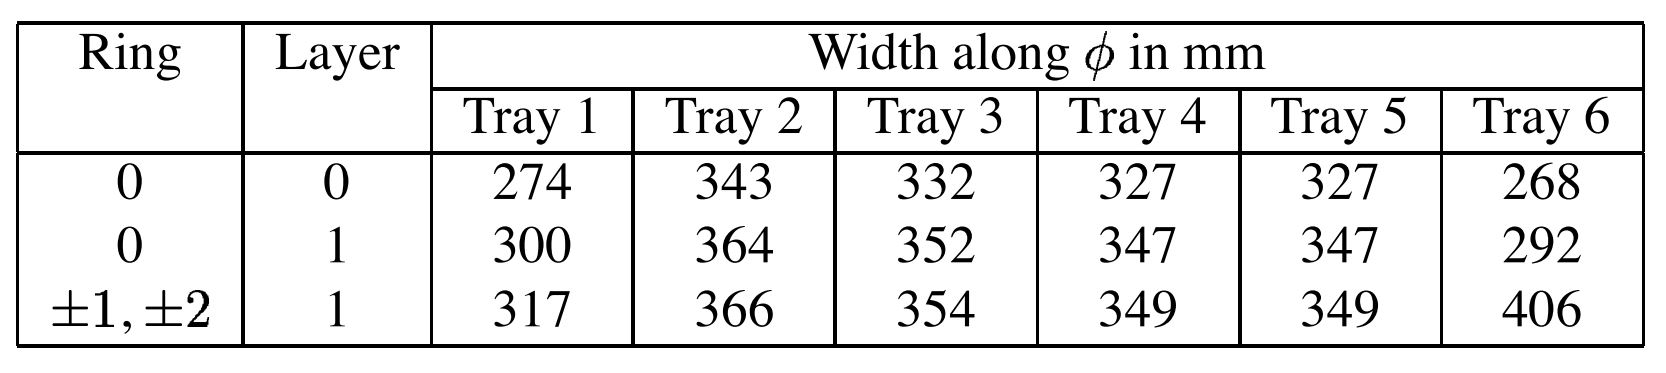 Ring Layer Width along ϕ in mm
Tray 1 Tray 2 Tray 3 Tray 4 Tray 5 Tray 6
0 0 274 343 332 327 327 268
0 1 300 364 352 347 347 292
±1, ±2 1 317 366 354 349 349 406